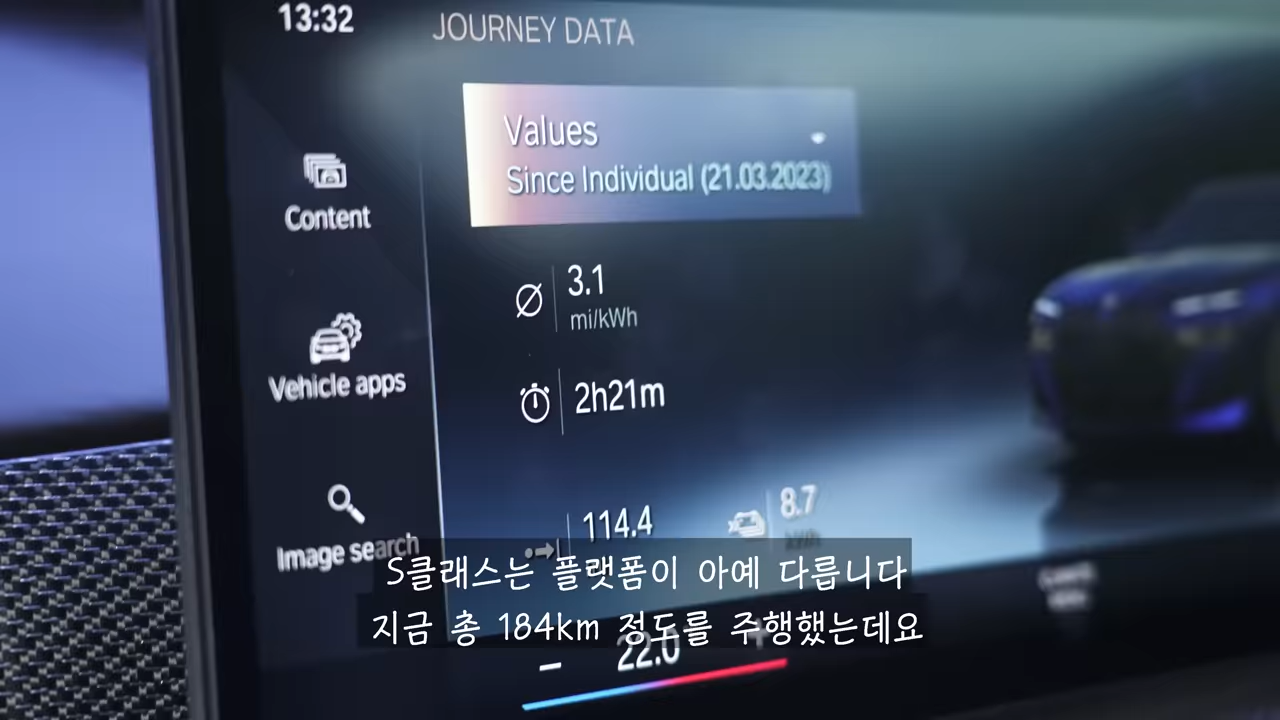 13:32
JOURNEY DATA
Values
Since Individual (21.03.2023)
Content
3.1
mi/kWh
Vehicle apps
2h21m
114.4
8.7
kWh
Image search
S클래스는 플랫폼이 아예 다릅니다
지금 총 184km 정도를 주행했는데요
- 22.0 +